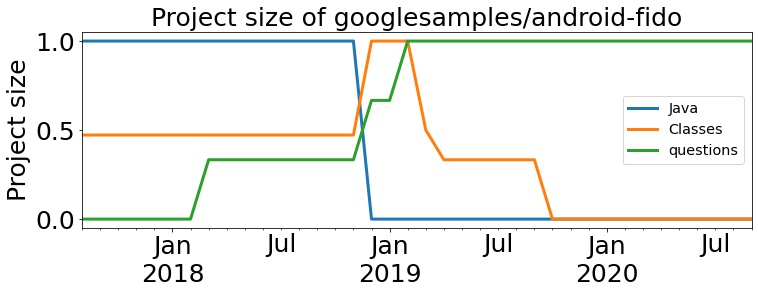 Project size of googlesamples/android-fido
Project size
1.0
0.5
0.0
Java
Classes
questions
Jan Jul Jan Jul Jan Jul
2018 2019 2020